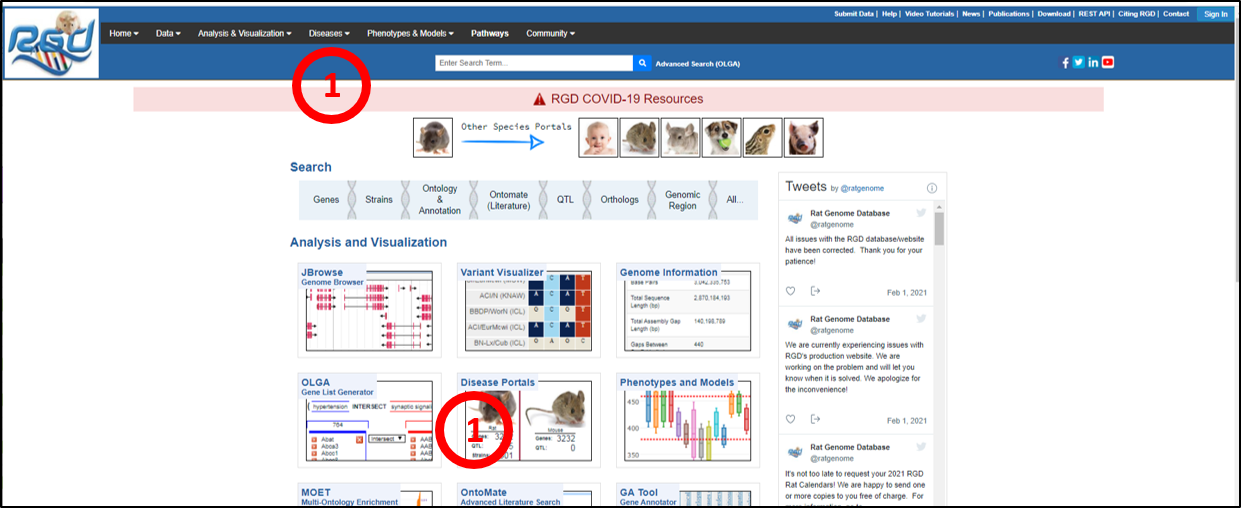 Submit Data | Help | Video Tutorials | News | Publications | Download | REST API | Citing RGD | Contact Sign In
RGD
Home Data Analysis & Visualization Diseases Phenotypes & Models Pathways Community
Enter Search Term... Advanced Search (OLGA)
1
RGD COVID-19 Resources
Other Species Portals
Search
Genes Strains Ontology & Annotation Ontomate (Literature) QTL Orthologs Genomic Region All...
Analysis and Visualization
JBrowse
Genome Browser
Variant Visualizer
C A T
ACI/N (KNAW) A C A T
BBDP/WorN (ICL) O C O T
ACI/EurMcwi (ICL) A C A T
BN-Lx/Cub (ICL) O A O C
Genome Information
Base Pairs 3,042,335,753
Total Sequence Length (bp) 2,870,184,193
Total Assembly Gap Length (bp) 140,198,789
Gaps Between 440
OLGA
Gene List Generator
( hypertension INTERSECT synaptic signali
764
Abat
Abca3
Abcc1
Intersect
AAB
Disease Portals
Rat
Mouse
Genes: 3232
QTL: 0
1
Phenotypes and Models
450
400
350
MOET
Multi-Ontology Enrichment
OntoMate
Advanced Literature Search
GA Tool
Gene Annotator
Tweets by @ratgenome
Rat Genome Database
@ratgenome
All issues with the RGD database/website
have been corrected. Thank you for your
patience!
Feb 1, 2021
Rat Genome Database
@ratgenome
We are currently experiencing issues with
RGD's production website. We are
working on the problem and will let you
know when it is solved. We apologize for
the inconvenience!
Feb 1, 2021
Rat Genome Database
@ratgenome
It's not too late to request your 2021 RGD
Rat Calendars! We are happy to send one
or more copies to you free of charge. For